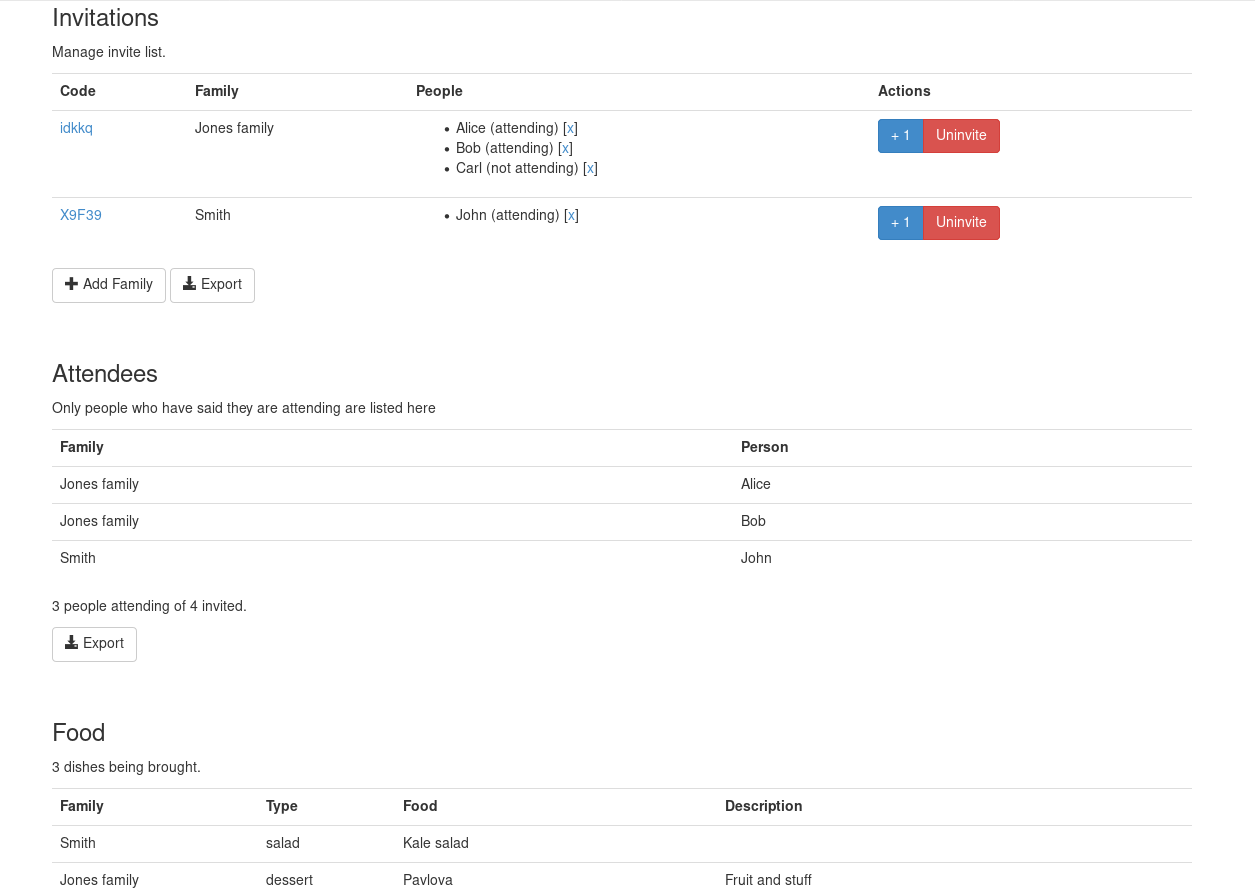 Invitations
Manage invite list.
Code Family People Actions
idkkq Jones family • Alice (attending) [x] + 1 Uninvite
• Bob (attending) [x]
• Carl (not attending) [x]
X9F39 Smith • John (attending) [x] + 1 Uninvite
Add Family Export
Attendees
Only people who have said they are attending are listed here
Family Person
Jones family Alice
Jones family Bob
Smith John
3 people attending of 4 invited.
Export
Food
3 dishes being brought.
Family Type Food Description
Smith salad Kale salad
Jones family dessert Pavlova Fruit and stuff